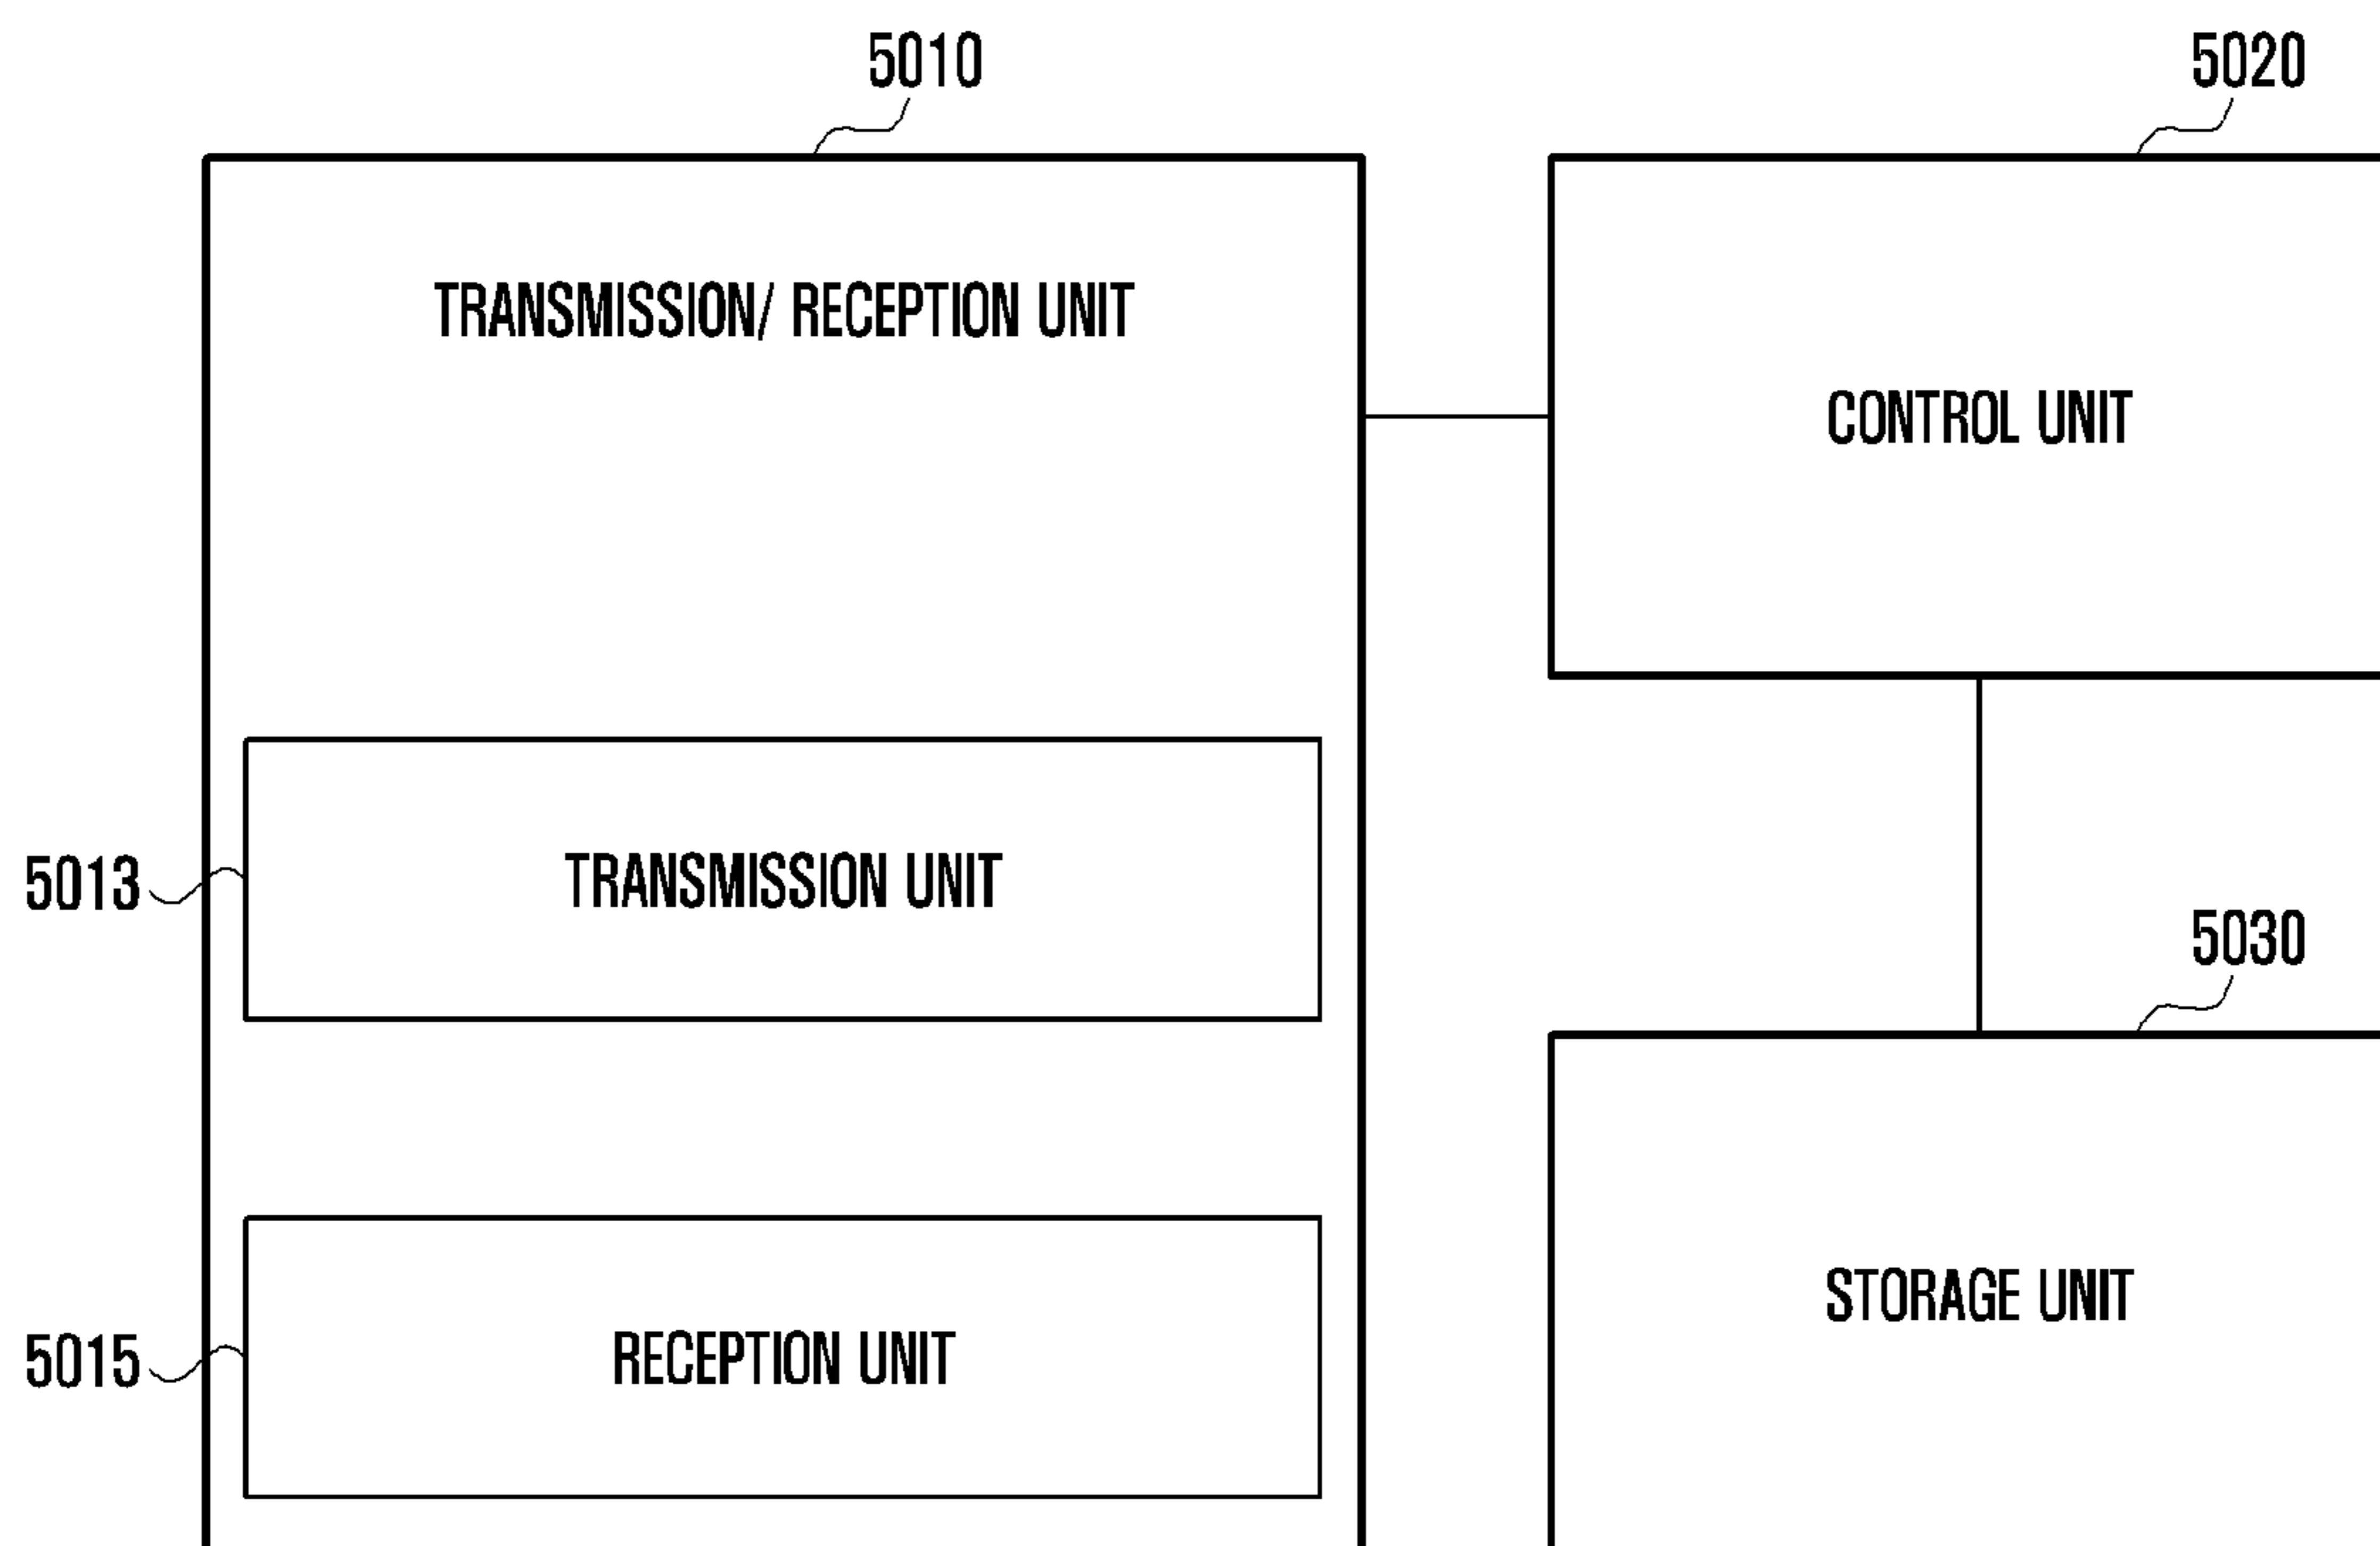 5010
5020
TRANSMISSION/ RECEPTION UNIT
CONTROL UNIT
5013
TRANSMISSION UNIT
5030
STORAGE UNIT
5015
RECEPTION UNIT